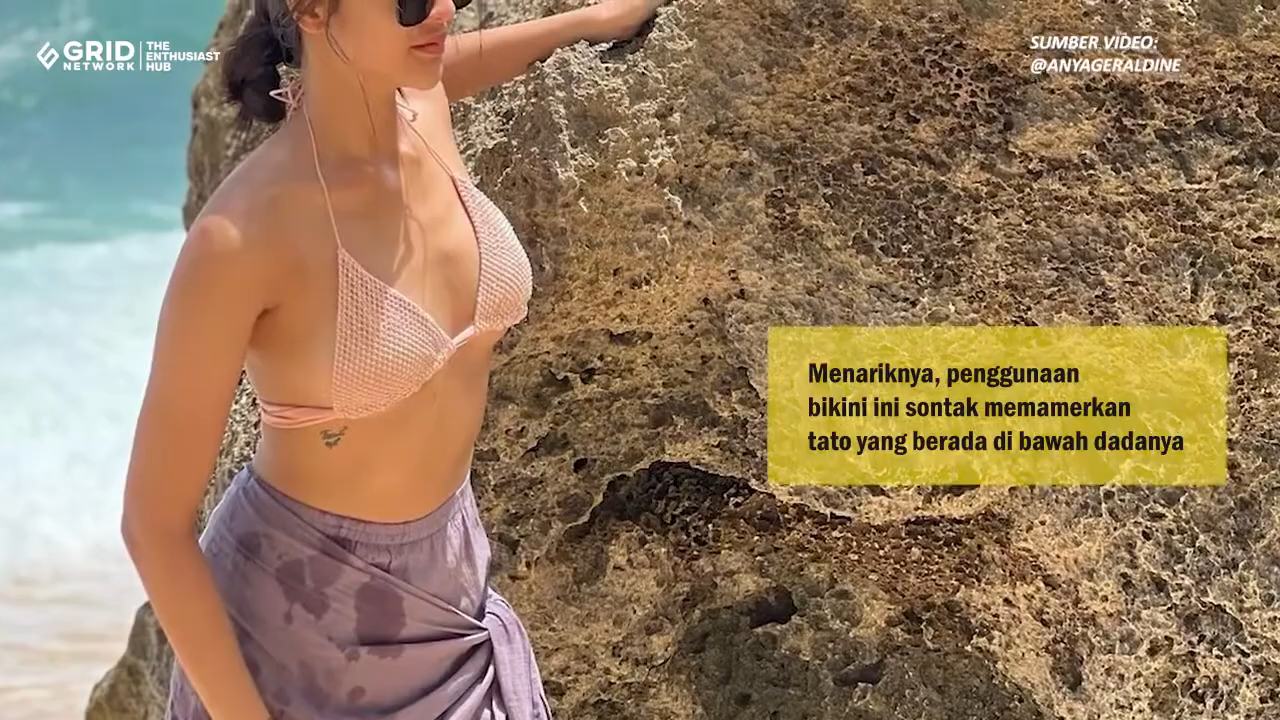 GRID
NETWORK
THE
ENTHUSIAST
HUB
SUMBER VIDEO:
@ANYAGERALDINE
Menariknya, penggunaan
bikini ini sontak memamerkan
tato yang berada di bawah dadanya